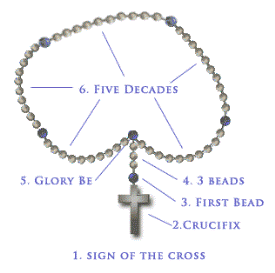 6. Five Decades
5. Glory Be
4. 3 beads
3. First Bead
2.Crucifix
1. sign of the cross